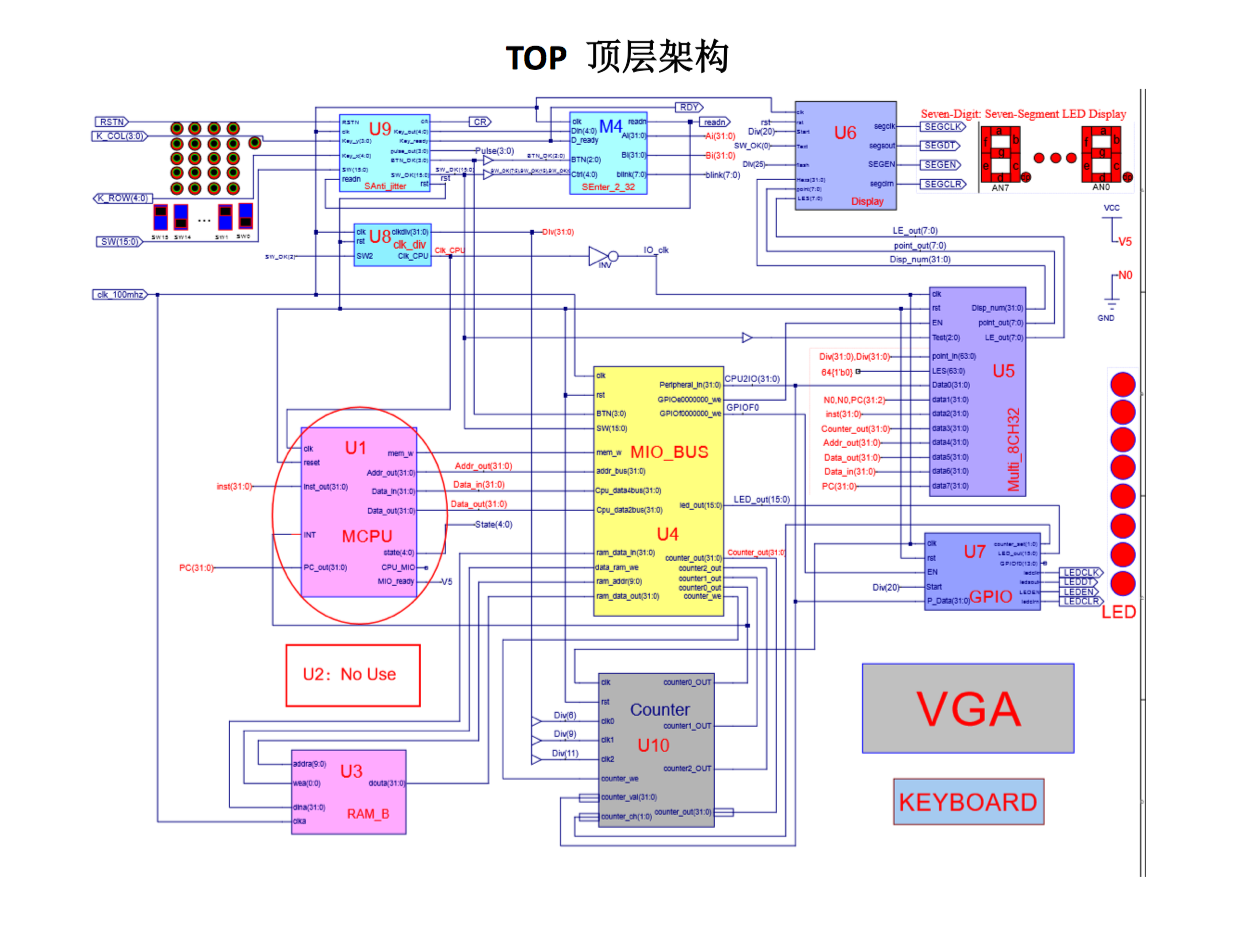 TOP 顶层架构
RSTN
K_COL(3:0)
K_ROW(4:0)
SW15 SW14 ... SW1 SW0
SW(15:0)
clk_100mhz
RSTN
clk
Key_y(3:0)
Key_x(4:0)
SW(15:0)
readn
U9
CR
Key_out(4:0)
Key_ready
pulse_out(3:0)
BTN_OK(3:0)
SW_OK(15:0)
rst
SAnti_jitter
CR
Pulse(3:0)
BTN_OK(2:0)
SW_OK(15:0)
rst
clk
Din(4:0)
D_ready
BTN(2:0)
Ctrl(4:0)
M4
readn
Ai(31:0)
Bi(31:0)
blink(7:0)
SEnter_2_32
RDY
readn
Ai(31:0)
Bi(31:0)
blink(7:0)
rst
Div(20)
SW_OK(0)
Div(25)
clk
rst
Start
Text
flash
Hexs(31:0)
point(7:0)
LES(7:0)
U6
segclk
segsout
SEGEN
segclrn
Display
SEGCLK
SEGDT
SEGEN
SEGCLR
Seven-Digit: Seven-Segment LED Display
a
f b
g
e c
d
AN7
a
f b
g
e c
d
AN0
LE_out(7:0)
point_out(7:0)
Disp_num(31:0)
VCC
V5
N0
GND
SW_OK(2)
clk
rst
SW2
U8
clk_div
clkdiv(31:0)
Clk_CPU
Div(31:0)
Clk_CPU
INV
IO_clk
clk
rst
EN
Test(2:0)
point_in(63:0)
LES(63:0)
Data0(31:0)
data1(31:0)
data2(31:0)
data3(31:0)
data4(31:0)
data5(31:0)
data6(31:0)
data7(31:0)
Disp_num(31:0)
point_out(7:0)
LE_out(7:0)
U5
Multi_8CH32
Div(31:0),Div(31:0)
64{1'b0}
N0,N0,PC(31:2)
inst(31:0)
Counter_out(31:0)
Addr_out(31:0)
Data_out(31:0)
Data_in(31:0)
PC(31:0)
clk
rst
BTN(3:0)
SW(15:0)
mem_w
addr_bus(31:0)
Cpu_data4bus(31:0)
Cpu_data2bus(31:0)
ram_data_in(31:0)
data_ram_we
ram_addr(9:0)
ram_data_out(31:0)
MIO_BUS
U4
Peripheral_in(31:0)
GPIOe0000000_we
GPIOf0000000_we
led_out(15:0)
counter_out(31:0)
counter2_out
counter1_out
counter0_out
counter_we
CPU2IO(31:0)
GPIOF0
LED_out(15:0)
Counter_out(31:0)
inst(31:0)
PC(31:0)
clk
reset
Inst_out(31:0)
INT
PC_out(31:0)
U1
MCPU
mem_w
Addr_out(31:0)
Data_in(31:0)
Data_out(31:0)
state(4:0)
CPU_MIO
MIO_ready
Addr_out(31:0)
Data_in(31:0)
Data_out(31:0)
State(4:0)
V5
clk
rst
EN
Start
P_Data(31:0)
Div(20)
U7
GPIO
counter_set(1:0)
LED_out(15:0)
GPIOf0(13:0)
ledclk
ledsout
LEDEN
ledclrn
LEDCLK
LEDDT
LEDEN
LEDCLR
LED
U2: No Use
clk
rst
clk0
clk1
clk2
counter_we
counter_val(31:0)
counter_ch(1:0)
Div(6)
Div(9)
Div(11)
Counter
U10
counter0_OUT
counter1_OUT
counter2_OUT
counter_out(31:0)
addra(9:0)
wea(0:0)
dina(31:0)
clka
U3
RAM_B
douta(31:0)
VGA
KEYBOARD